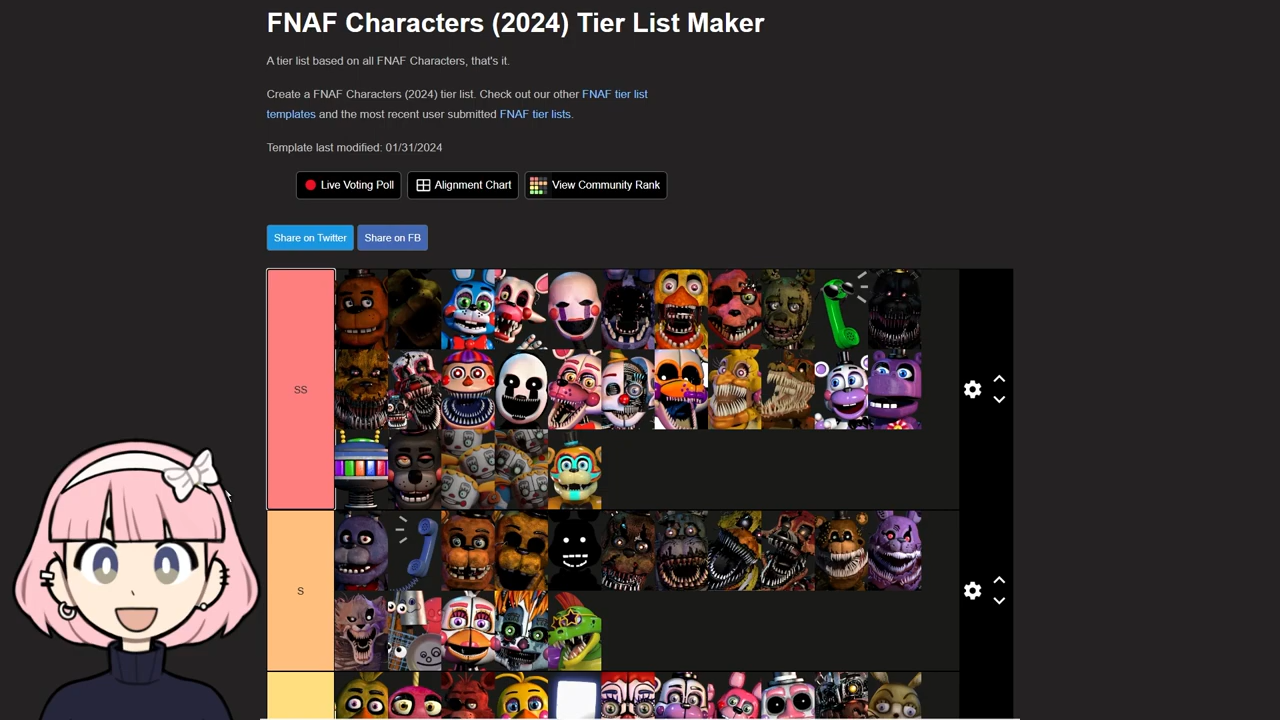 FNAF Characters (2024) Tier List Maker
A tier list based on all FNAF Characters, that's it.
Create a FNAF Characters (2024) tier list. Check out our other FNAF tier list
templates and the most recent user submitted FNAF tier lists.
Template last modified: 01/31/2024
Live Voting Poll
Alignment Chart
View Community Rank
Share on Twitter
Share on FB
SS
S